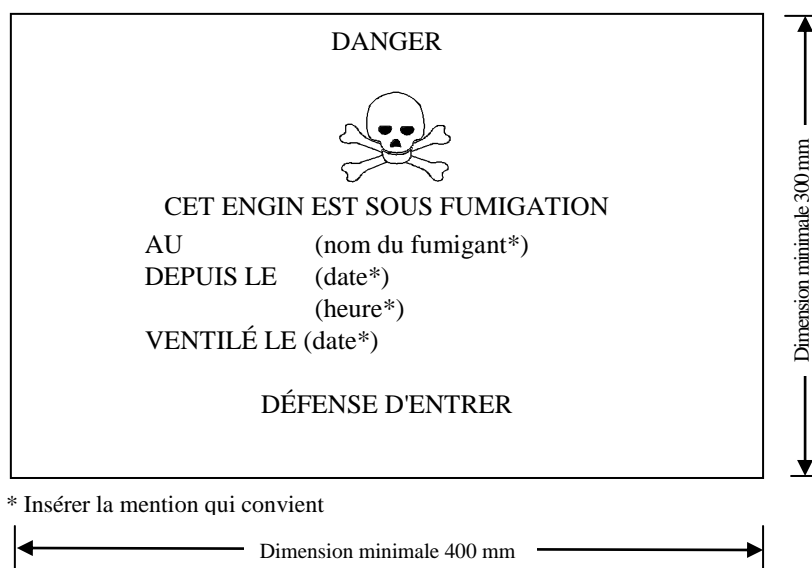 DANGER
CET ENGIN EST SOUS FUMIGATION
AU (nom du fumigant*)
DEPUIS LE (date*)
(heure*)
VENTILÉ LE (date*)
DÉFENSE D'ENTRER
Dimension minimale 300 mm
* Insérer la mention qui convient
Dimension minimale 400 mm